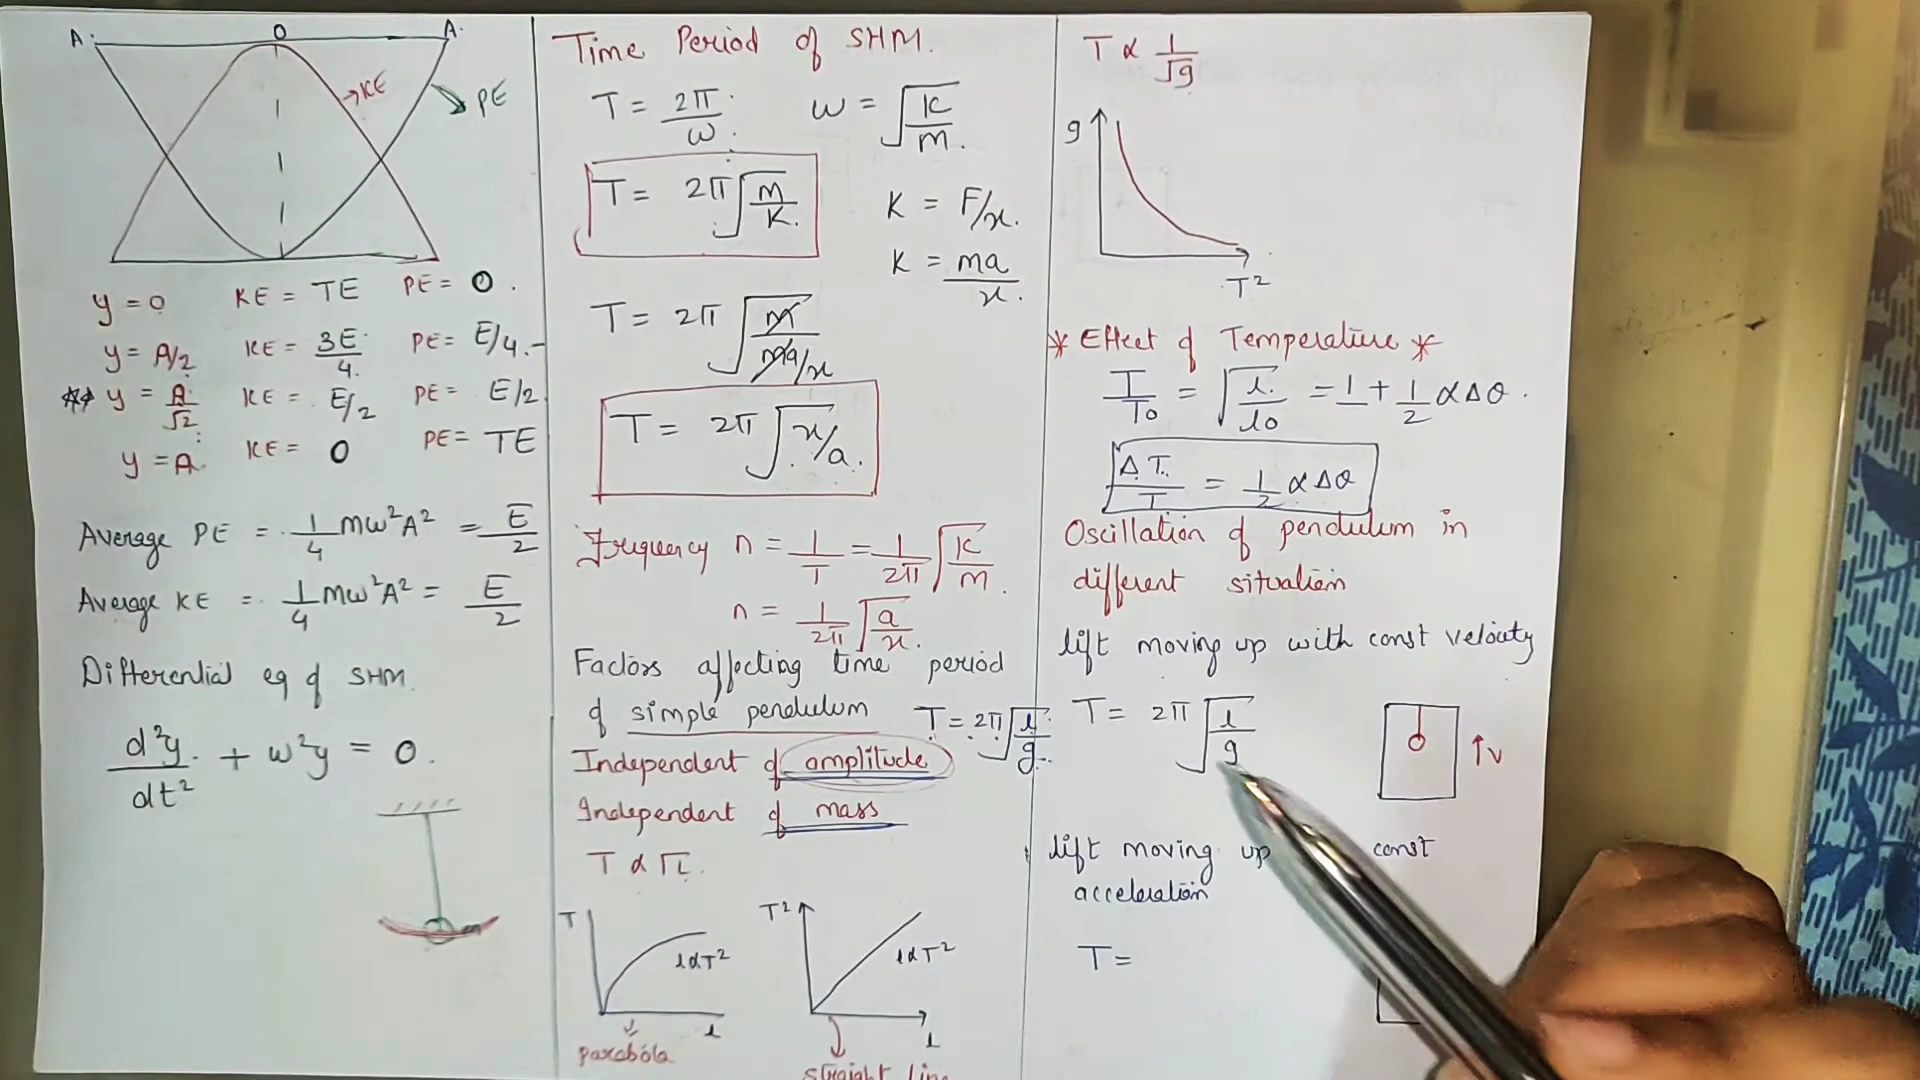 A. O A.
→KE
PE
y = 0 KE = TE PE = 0.
y = A/2 KE = 3E/4. PE = E/4.
** y = A/√2 KE = E/2 PE = E/2
y = A. KE = 0 PE = TE
Average PE = 1/4 mω²A² = E/2
Average KE = 1/4 mω²A² = E/2
Differential eq of SHM.
d²y/dt² + ω²y = 0.
Time Period of SHM.
T = 2π/ω ω = √K/m.
T = 2π√m/K. K = F/x.
K = ma/x.
T = 2π√m/ma/x
T = 2π√x/a.
Frequency n = 1/T = 1/2π √K/m.
n = 1/2π √a/x.
Factors affecting time period
of simple pendulum T = 2π√l/g
Independent of amplitude
Independent of mass
T α √l.
T l α T² l
parabola
T² l α T² l
straight line
T α 1/√g
g T²
* Effect of Temperature *
T/T0 = √l/l0 = 1 + 1/2 αΔθ.
ΔT/T = 1/2 αΔθ
Oscillation of pendulum in
different situation
lift moving up with const velouty
T = 2π√l/g ↑v
lift moving up const
acceleration
T =